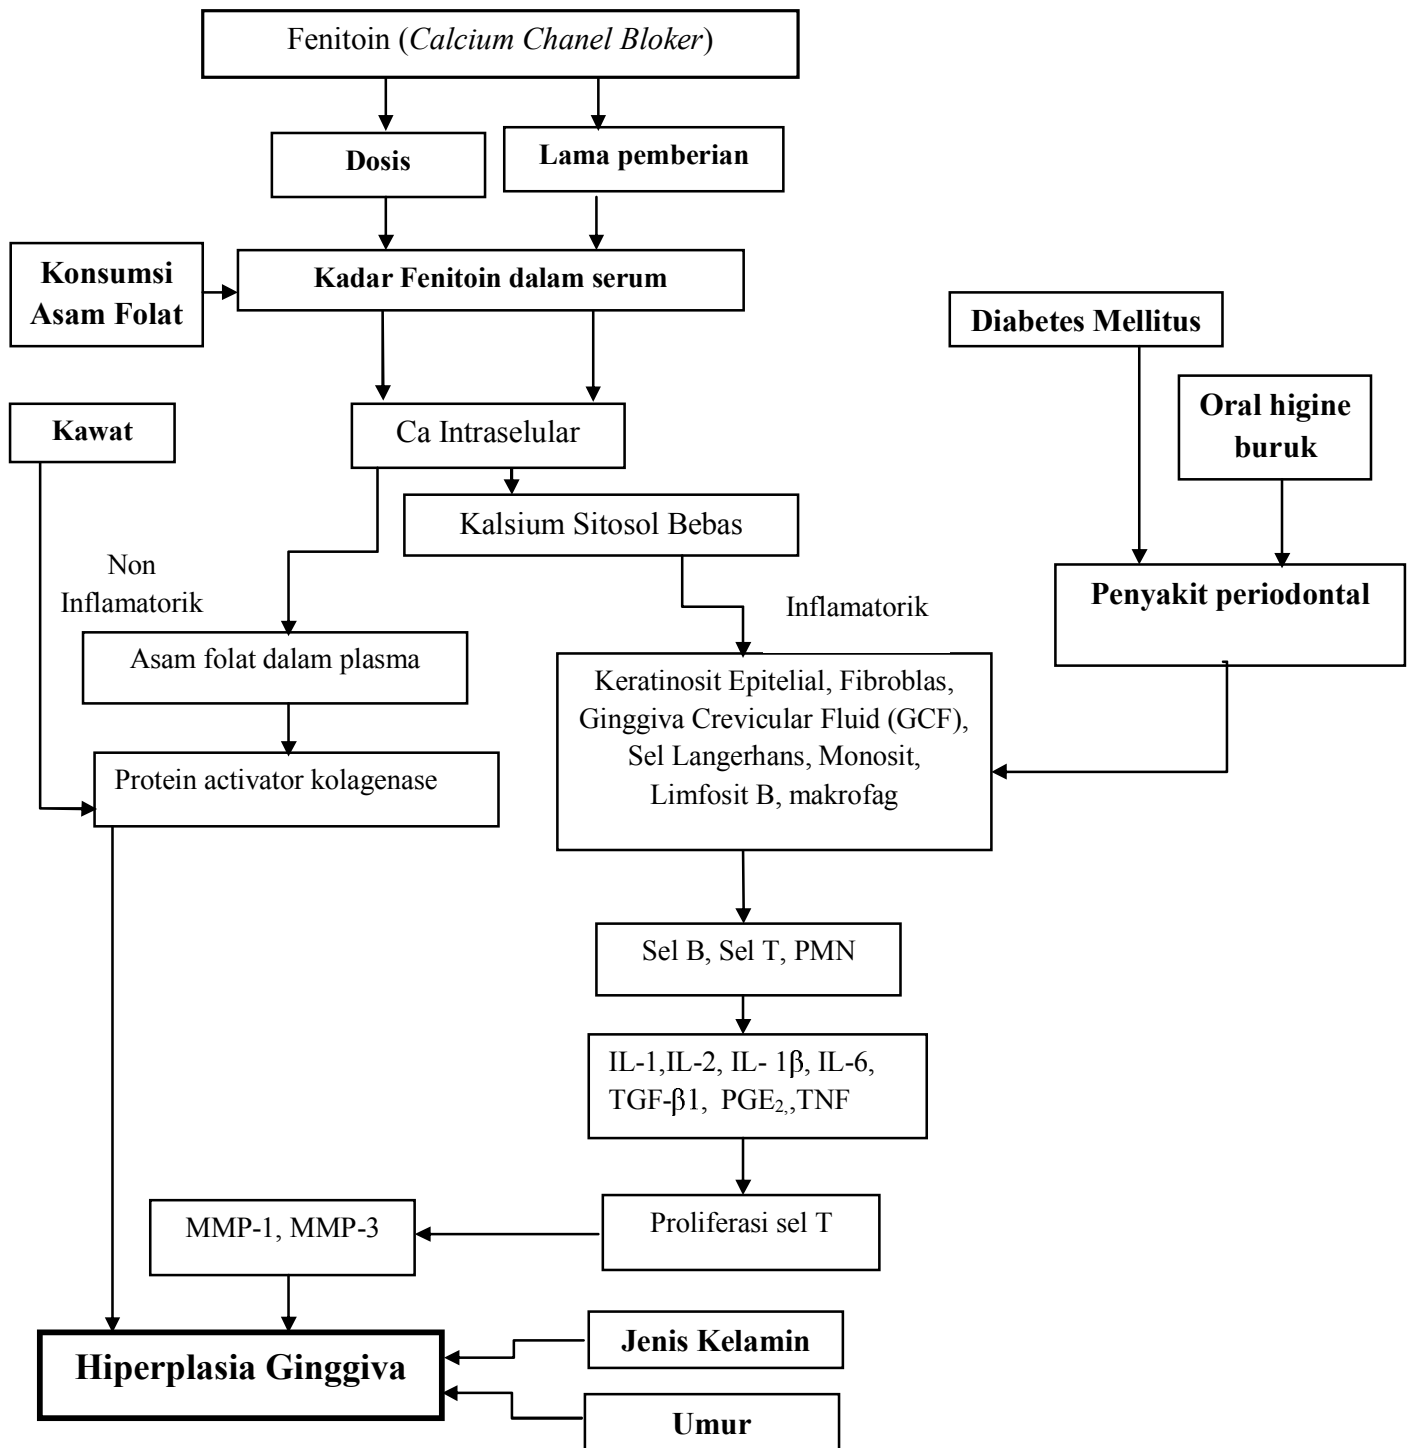 Fenitoin (Calcium Chanel Bloker)
Dosis
Lama pemberian
Konsumsi
Asam Folat
Kadar Fenitoin dalam serum
Diabetes Mellitus
Oral higine
buruk
Kawat
Ca Intraselular
Kalsium Sitosol Bebas
Non
Inflamatorik
Inflamatorik
Penyakit periodontal
Asam folat dalam plasma
Keratinosit Epitelial, Fibroblas,
Ginggiva Crevicular Fluid (GCF),
Sel Langerhans, Monosit,
Limfosit B, makrofag
Protein activator kolagenase
Sel B, Sel T, PMN
IL-1,IL-2, IL- 1β, IL-6,
TGF-β1, PGE₂,,TNF
MMP-1, MMP-3
Proliferasi sel T
Hiperplasia Ginggiva
Jenis Kelamin
Umur